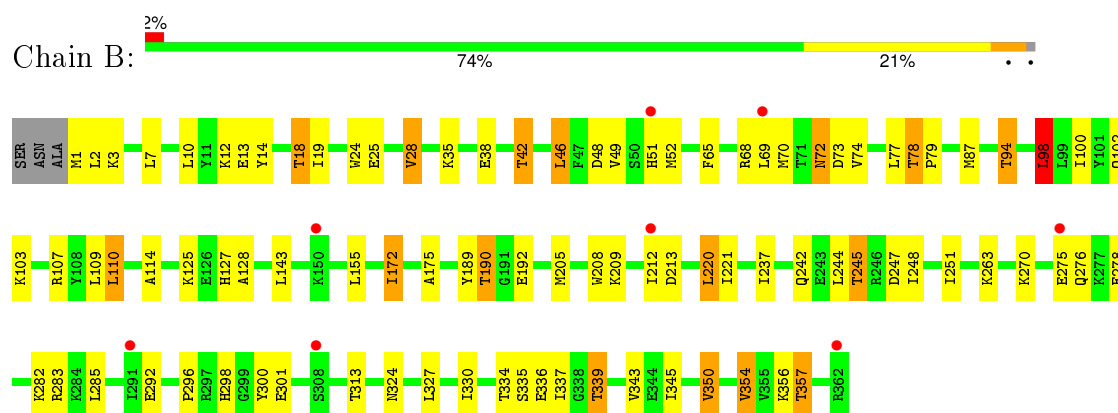 2%
Chain B:
74% 21% • •
SER ASN ALA M1 L2 K3 L7 L10 Y11 K12 E13 Y14 T18 I19 W24 E25 V28 K35 E38 T42 L46 F47 D48 V49 S50 H51 M52 F65 R68 L69 M70 T71 N72 D73 V74 L77 T78 P79 M87 T94 L98 L99 I100 Y101 Q102
K103 R107 Y108 L109 L110 A114 K125 E126 H127 A128 L143 K150 L155 I172 A175 Y189 T190 G191 E192 M205 W208 K209 I212 D213 L220 I221 I237 Q242 E243 L244 T245 R246 D247 I248 I251 K263 K270 E275 Q276 K277
K282 R283 K284 L285 I291 E292 P296 R297 H298 G299 Y300 E301 S308 T313 N324 L327 I330 T334 S335 E336 I337 G338 T339 V343 E344 I345 V350 V354 V355 K356 T357 R362